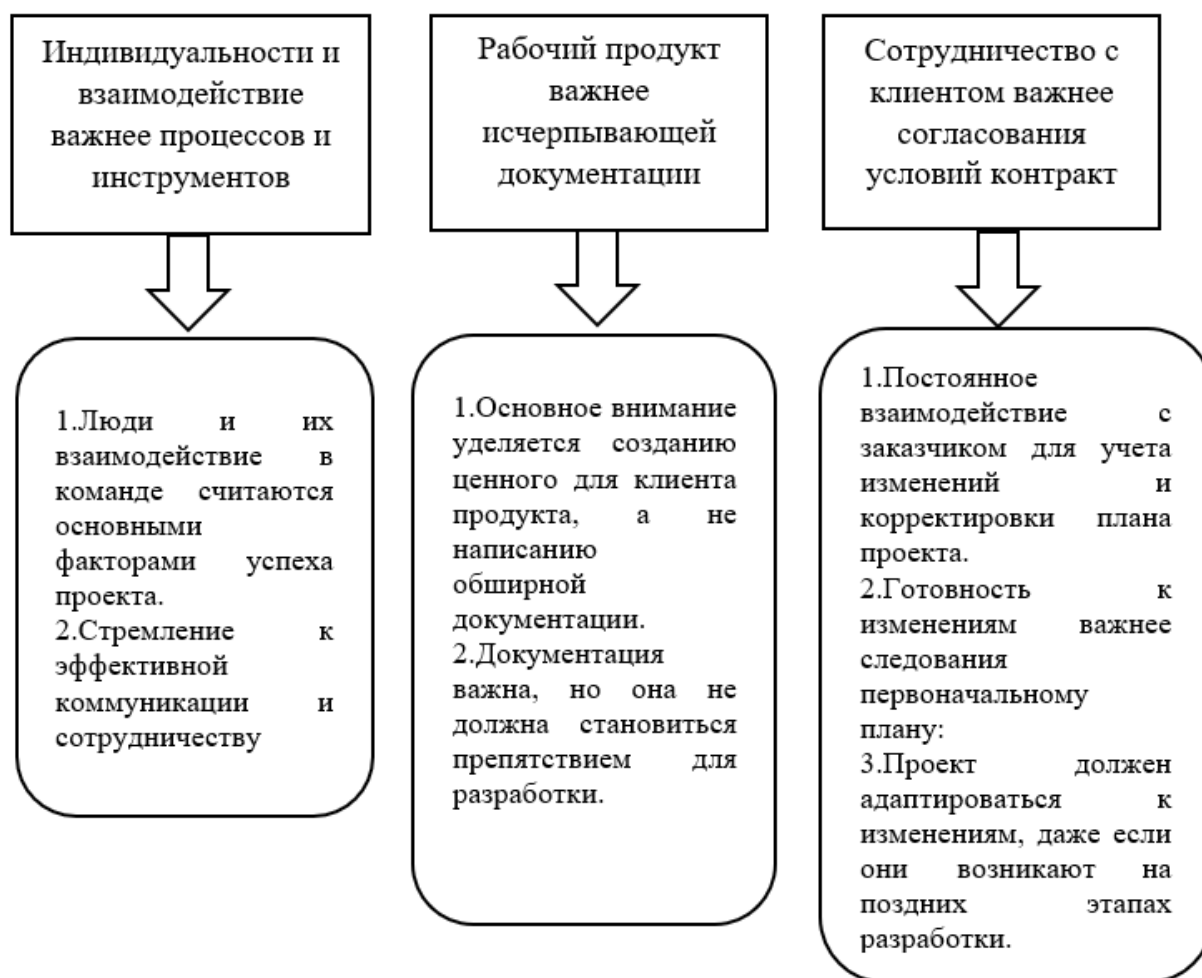 Индивидуальности и
взаимодействие
важнее процессов и
инструментов
Рабочий продукт
важнее
исчерпывающей
документации
Сотрудничество с
клиентом важнее
согласования
условий контракт
1.Люди и их
взаимодействие в
команде считаются
основными
факторами успеха
проекта.
2.Стремление к
эффективной
коммуникации и
сотрудничеству
1.Основное внимание
уделяется созданию
ценного для клиента
продукта, а не
написанию
обширной
документации.
2.Документация
важна, но она не
должна становиться
препятствием для
разработки.
1.Постоянное
взаимодействие с
заказчиком для учета
изменений и
корректировки плана
проекта.
2.Готовность к
изменениям важнее
следования
первоначальному
плану:
3.Проект должен
адаптироваться к
изменениям, даже если
они возникают на
поздних этапах
разработки.